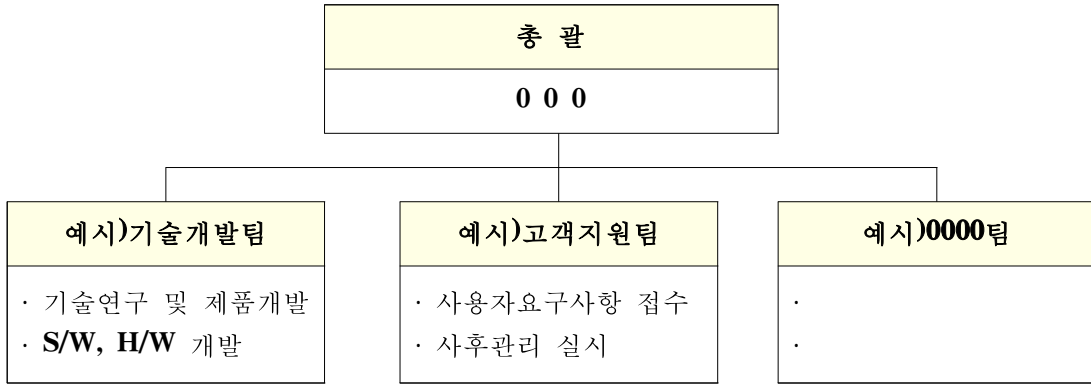 총 괄
0 0 0
예시)기술개발팀
· 기술연구 및 제품개발
· S/W, H/W 개발
예시)고객지원팀
· 사용자요구사항 접수
· 사후관리 실시
예시)0000팀
·
·